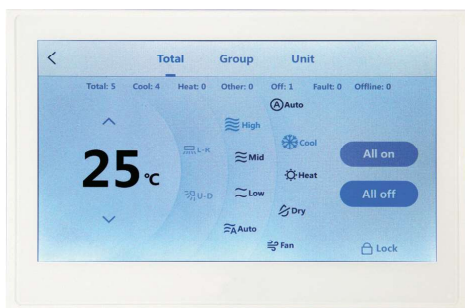 Total Group Unit
Total: 5 Cool: 4 Heat: 0 Other: 0 Off: 1 Fault: 0 Offline: 0
A Auto
High
Cool
L-R
Mid
All on
25°C
Heat
U-D
Low
All off
Dry
A Auto
Fan
Lock